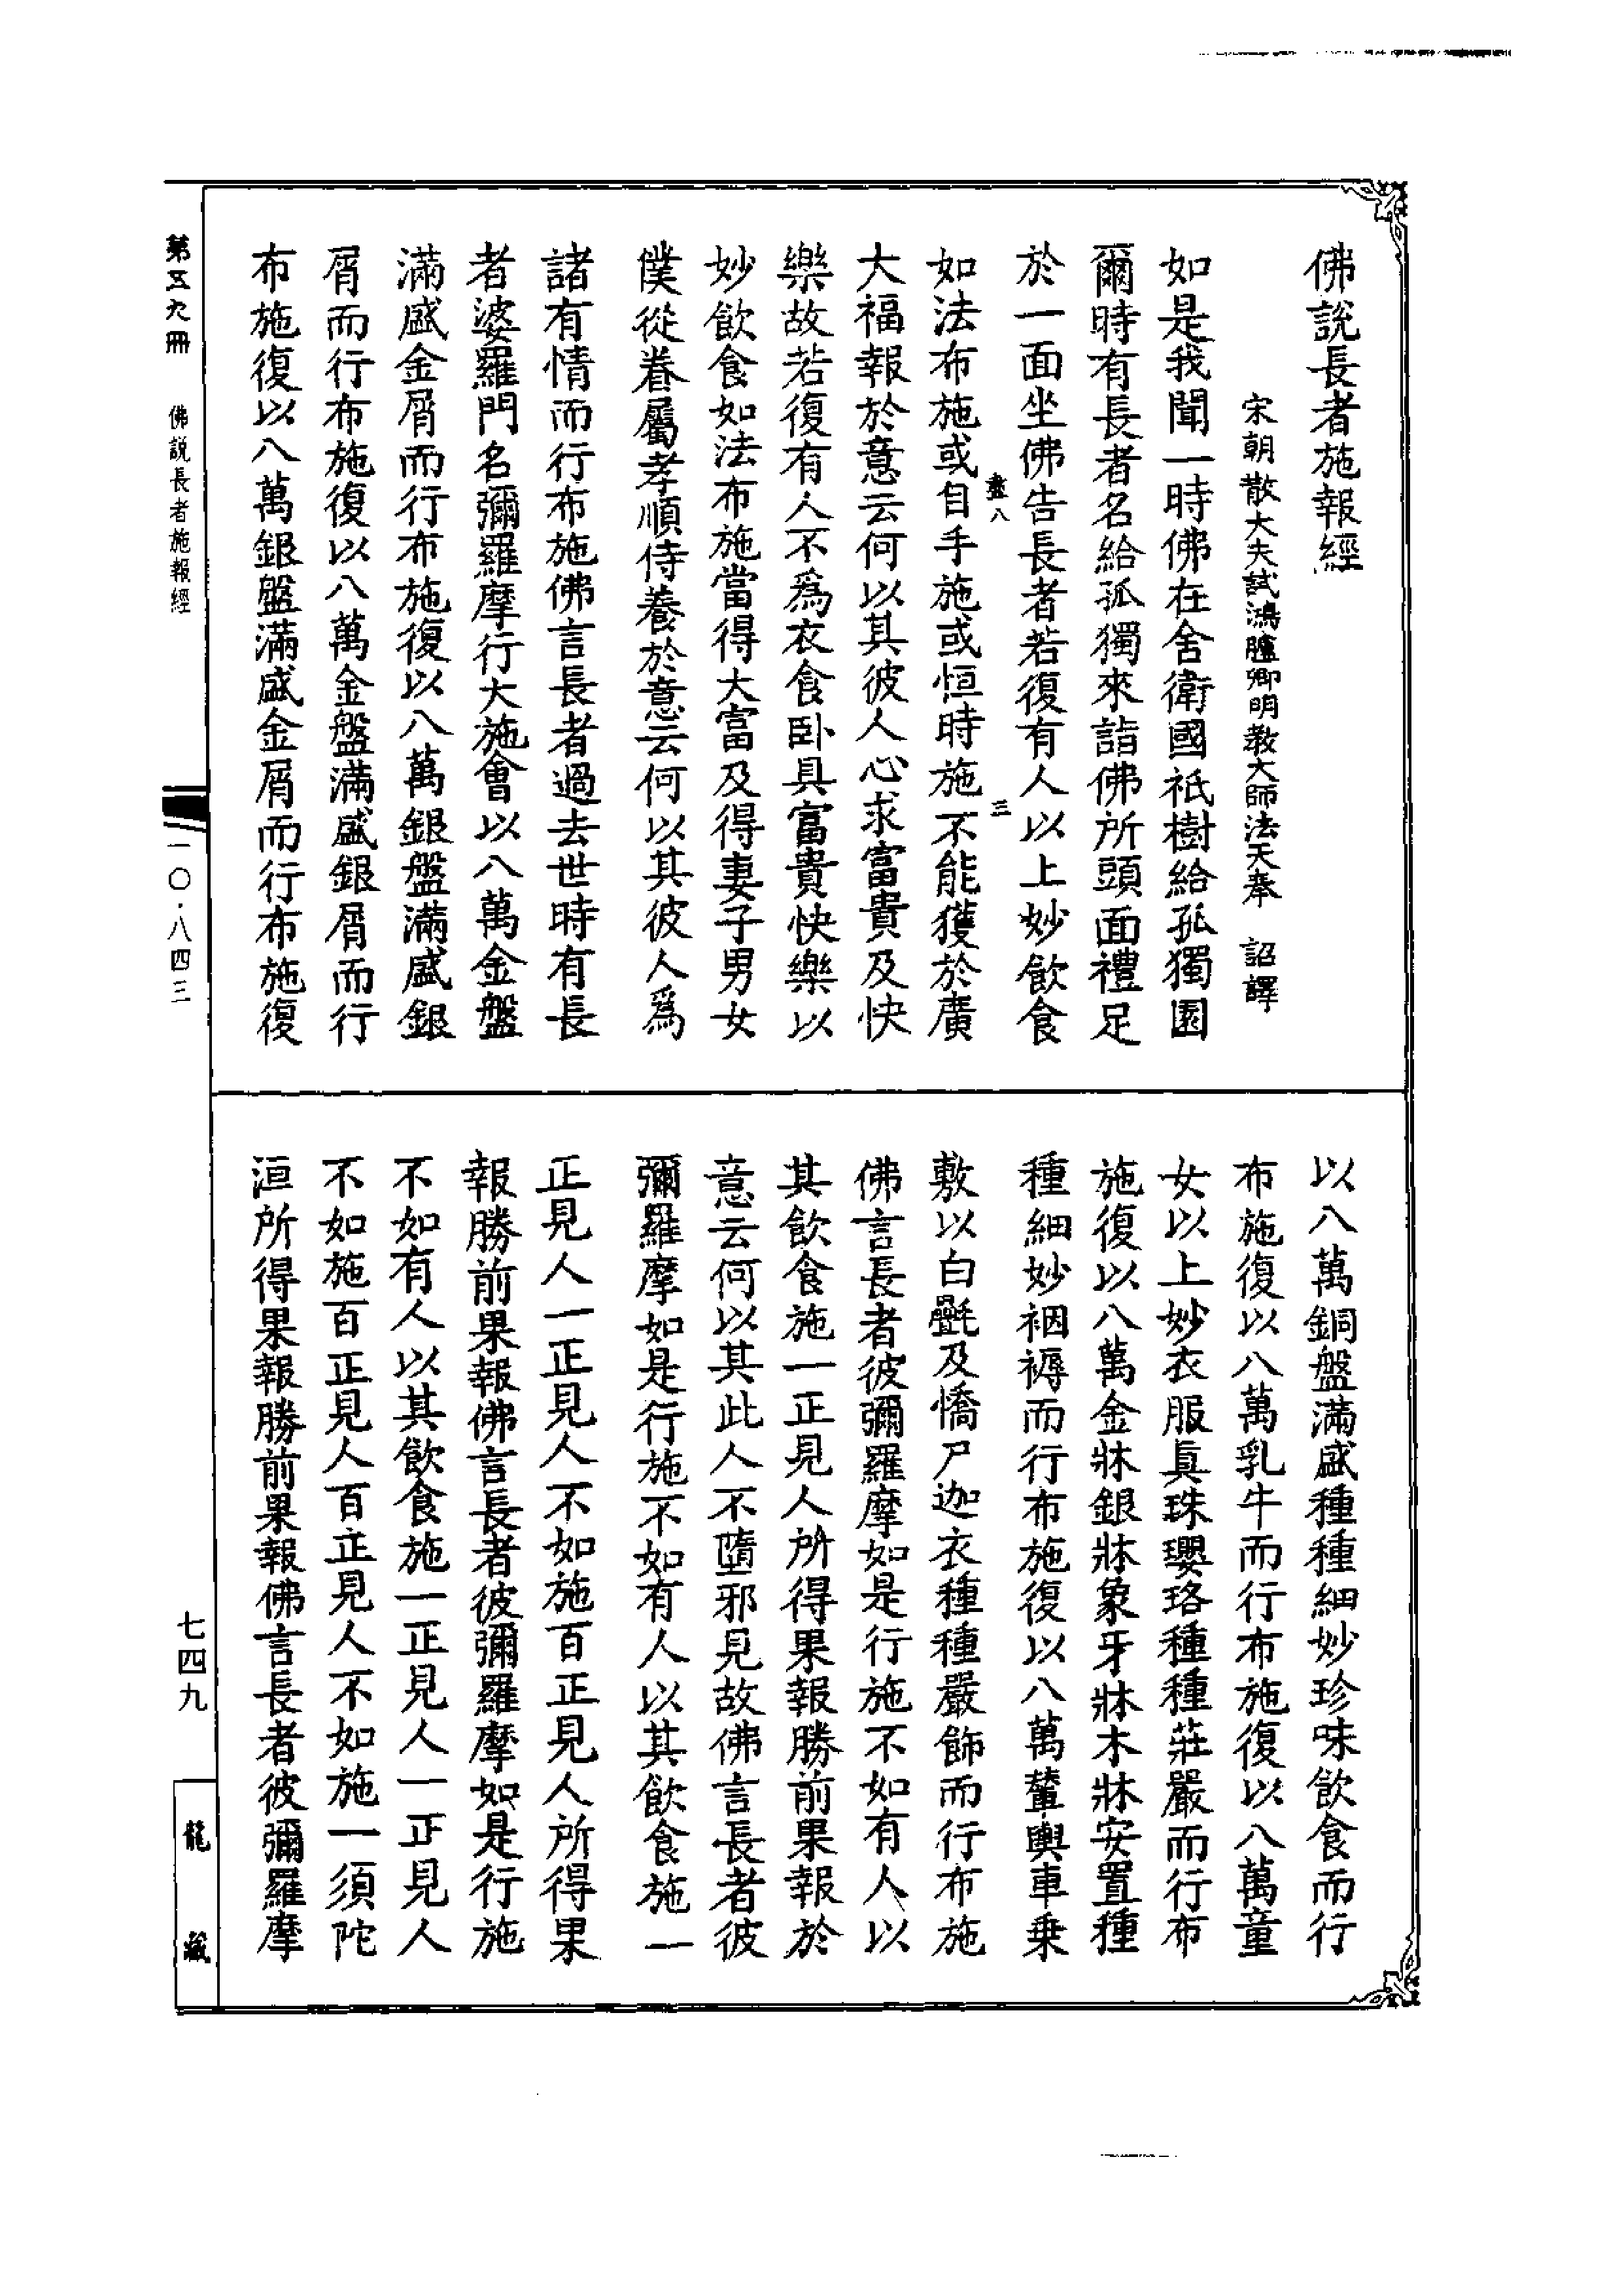 佛說長者施報經
宋朝散大夫試鴻臚卿明教大師法天奉　詔譯
如是我聞一時佛在舍衛國祇樹給孤獨園
爾時有長者名給孤獨來詣佛所頭面禮足
於一面坐佛告長者若復有人以上妙飲食
八　三
如法布施或自手施或恒時施不能獲於廣
大福報於意云何以其彼人心求富貴及快
樂故若復有人不爲衣食卧具富貴快樂以
妙飲食如法布施當得大富及得妻子男女
僕從眷屬孝順侍養於意云何以其彼人爲
諸有情而行布施佛言長者過去世時有長
者婆羅門名彌羅摩行大施會以八萬金盤
滿盛金屑而行布施復以八萬銀盤滿盛銀
屑而行布施復以八萬金盤滿盛銀屑而行
布施復以八萬銀盤滿盛金屑而行布施復
以八萬銅盤滿盛種種細妙珍味飲食而行
布施復以八萬乳牛而行布施復以八萬童
女以上妙衣服真珠瓔珞種種莊嚴而行布
施復以八萬金牀銀牀象牙牀木牀安置種
種細妙裀褥而行布施復以八萬輦輿車乗
敷以白㲲及憍尸迦衣種種嚴飾而行布施
佛言長者彼彌羅摩如是行施不如有人以
其飲食施一正見人所得果報勝前果報於
意云何以其此人不墮邪見故佛言長者彼
彌羅摩如是行施不如有人以其飲食施一
正見人一正見人不如施百正見人所得果
報勝前果報佛言長者彼彌羅摩如是行施
不如有人以其飲食施一正見人一正見人
不如施百正見人百正見人不如施一須陀
洹所得果報勝前果報佛言長者彼彌羅摩
第五九冊　佛說長者施報經
一〇·八四三
七四九
龍藏